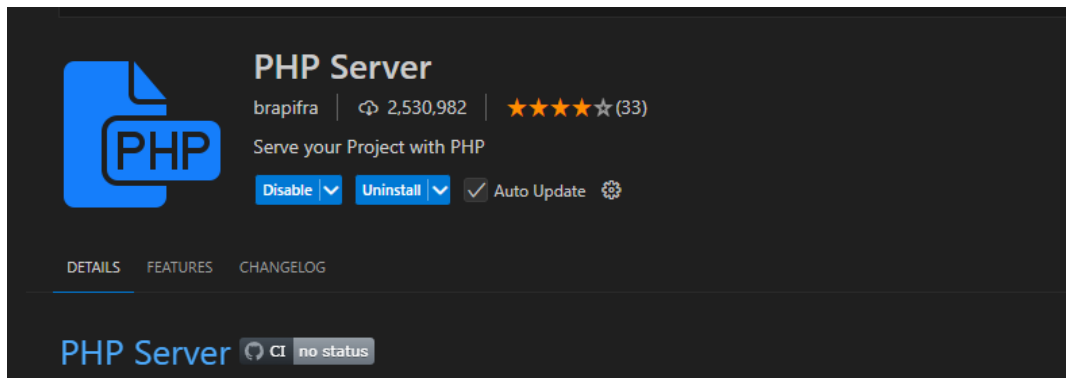 PHP
PHP Server
brapifra 2,530,982 (33)
Serve your Project with PHP
Disable Uninstall Auto Update
DETAILS FEATURES CHANGELOG
PHP Server CI no status